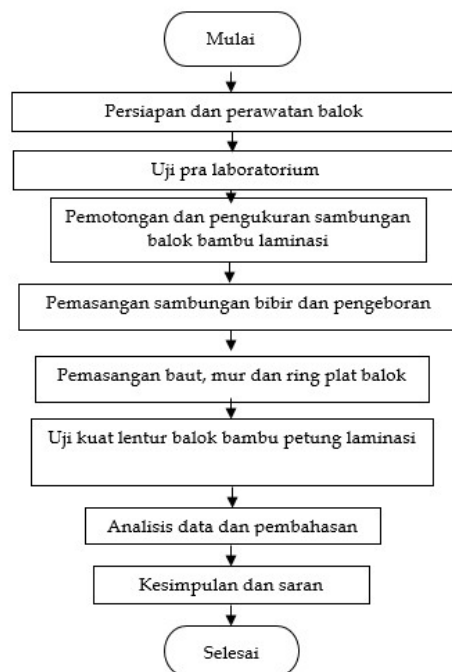 Mulai
Persiapan dan perawatan balok
Uji pra laboratorium
Pemotongan dan pengukuran sambungan
balok bambu laminasi
Pemasangan sambungan bibir dan pengeboran
Pemasangan baut, mur dan ring plat balok
Uji kuat lentur balok bambu petung laminasi
Analisis data dan pembahasan
Kesimpulan dan saran
Selesai